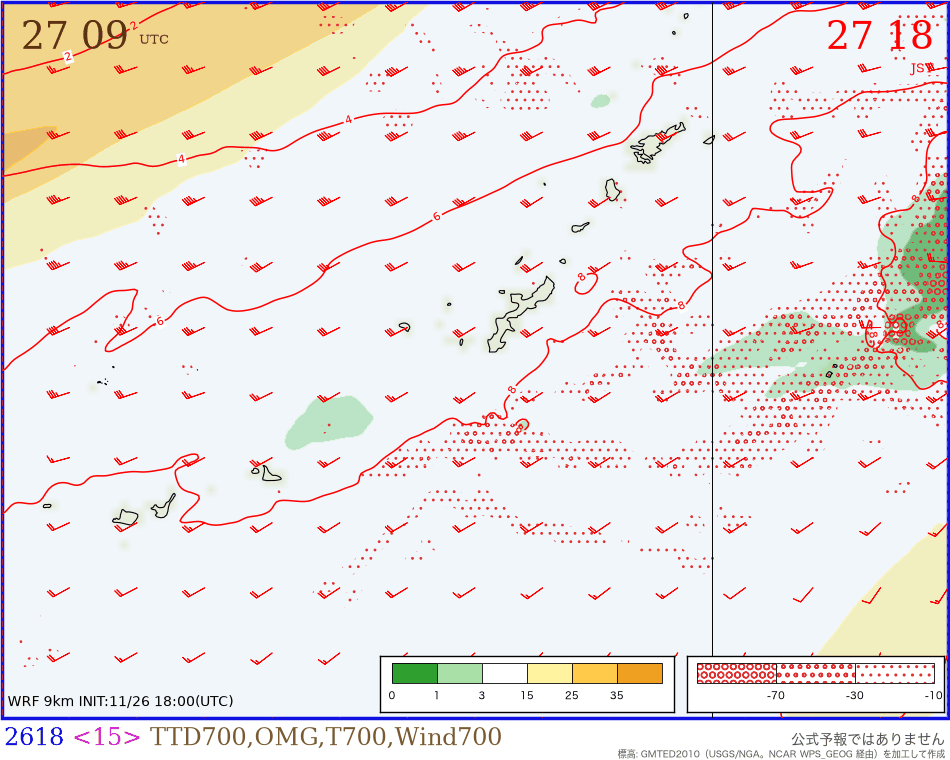 27 09 UTC
27 18
JST
2
2
4
4
6
6
8
8
8
8
8
8
0 1 3 15 25 35
-70 -30 -10
WRF 9km INIT:11/26 18:00(UTC)
2618 <15> TTD700,OMG,T700,Wind700
公式予報ではありません
標高: GMTED2010（USGS/NGA。NCAR WPS_GEOG 経由）を加工して作成